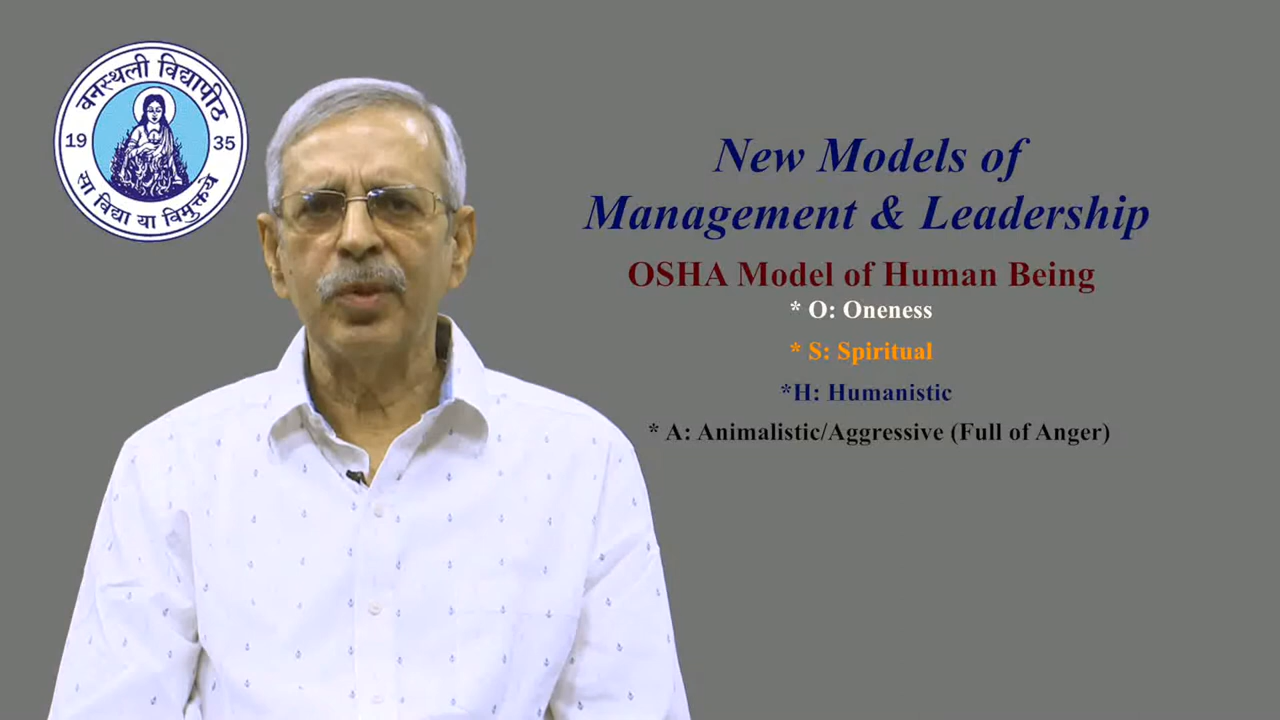 वनस्थली विद्यापीठ
19 35
सा विद्या या विमुक्तये
New Models of
Management & Leadership
OSHA Model of Human Being
* O: Oneness
* S: Spiritual
*H: Humanistic
* A: Animalistic/Aggressive (Full of Anger)